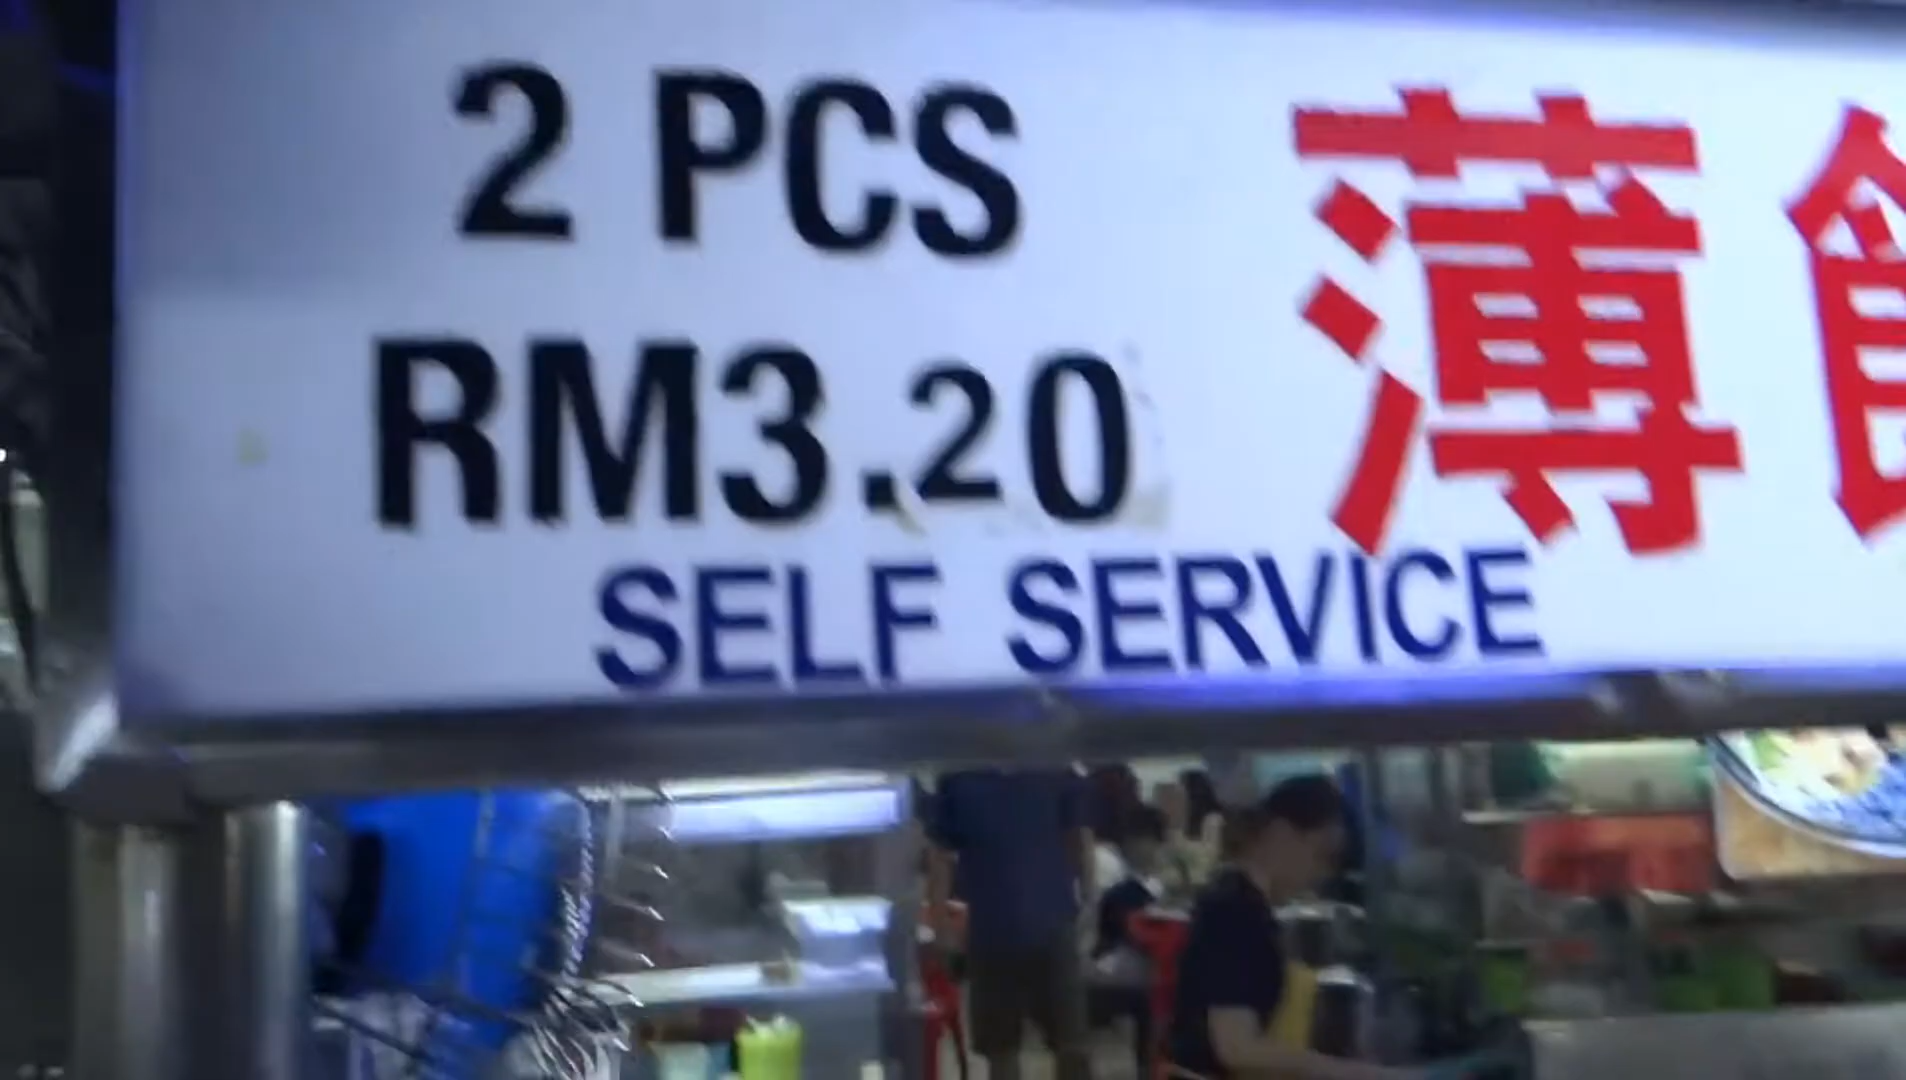 2 PCS
RM3.20
SELF SERVICE
薄